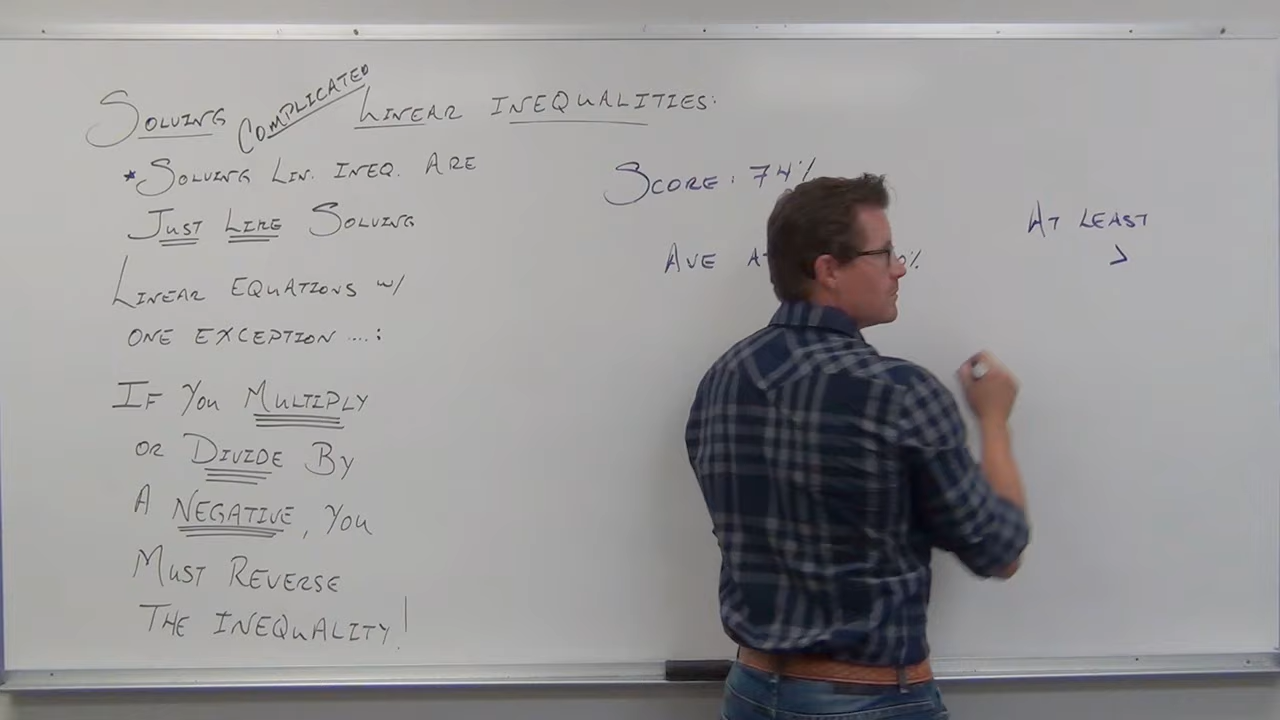 SOLVING COMPLICATED LINEAR INEQUALITIES:
* SOLVING LIN. INEQ. ARE
JUST LIKE SOLVING
LINEAR EQUATIONS W/
ONE EXCEPTION ....:
IF YOU MULTIPLY
OR DIVIDE BY
A NEGATIVE, YOU
MUST REVERSE
THE INEQUALITY!
SCORE: 74%
AVE
AT LEAST
>